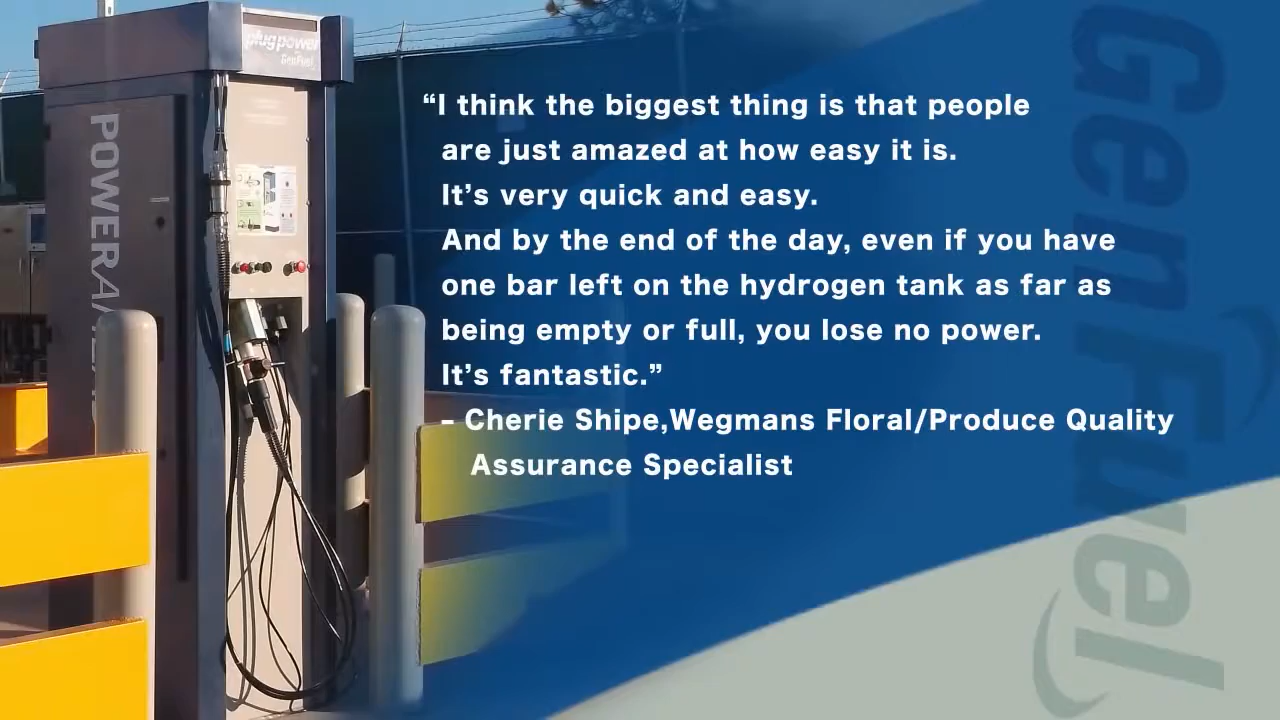 plug power
GenFuel
POWER
“I think the biggest thing is that people
are just amazed at how easy it is.
It’s very quick and easy.
And by the end of the day, even if you have
one bar left on the hydrogen tank as far as
being empty or full, you lose no power.
It’s fantastic.”
- Cherie Shipe,Wegmans Floral/Produce Quality
Assurance Specialist
GenFuel